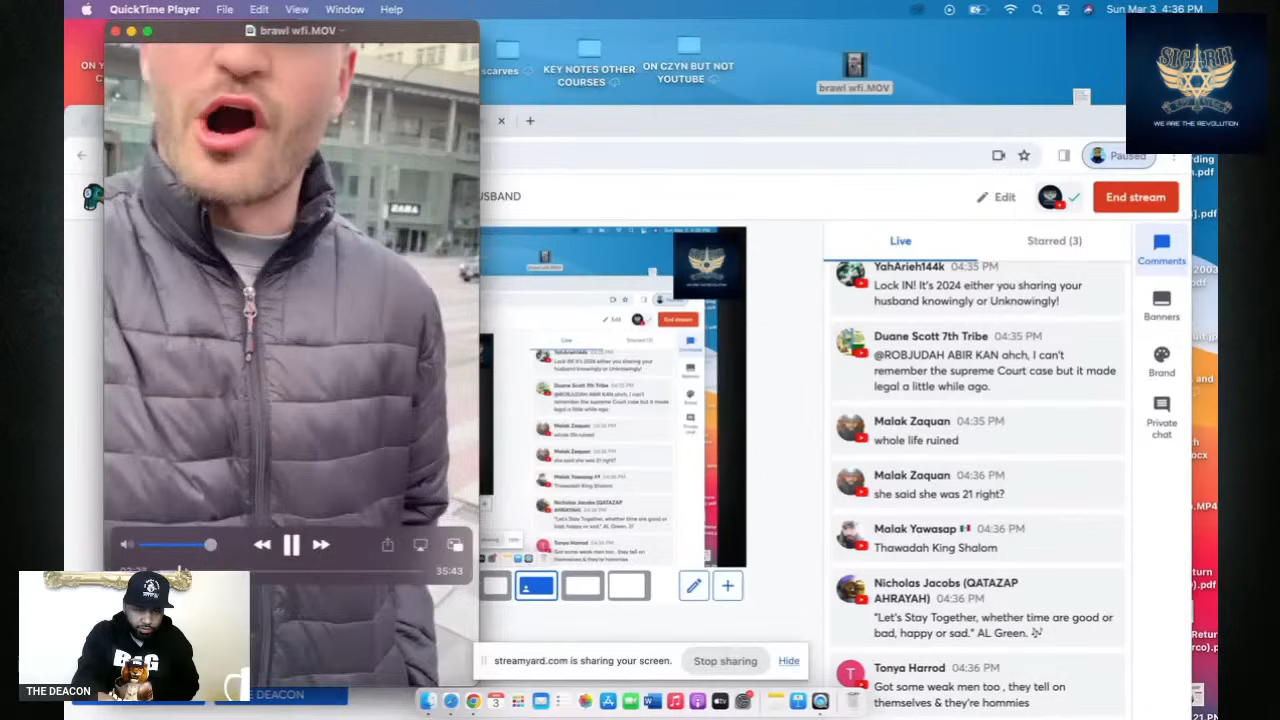 QuickTime Player File Edit View Window Help
Sun Mar 3 4:36 PM
brawl wfi.MOV
scarves
KEY NOTES OTHER
COURSES
ON CZYN BUT NOT
YOUTUBE
brawl wfi.MOV
SICARII
WE ARE THE REVOLUTION
Paused
USBAND
Edit
End stream
ZARA
Live
Starred (3)
Comments
Banners
Brand
Private
chat
YahArieh144k 04:35 PM
Lock IN! It's 2024 either you sharing your
husband knowingly or Unknowingly!
Duane Scott 7th Tribe 04:35 PM
@ROBJUDAH ABIR KAN ahch, I can't
remember the supreme Court case but it made
legal a little while ago.
Malak Zaquan 04:35 PM
whole life ruined
Malak Zaquan 04:36 PM
she said she was 21 right?
Malak Yawasap 04:36 PM
Thawadah King Shalom
Nicholas Jacobs (QATAZAP
AHRAYAH) 04:36 PM
"Let's Stay Together, whether time are good or
bad, happy or sad." AL Green.
Tonya Harrod 04:36 PM
Got some weak men too , they tell on
themselves & they're hommies
35:43
streamyard.com is sharing your screen.
Stop sharing
Hide
THE DEACON
DEACON